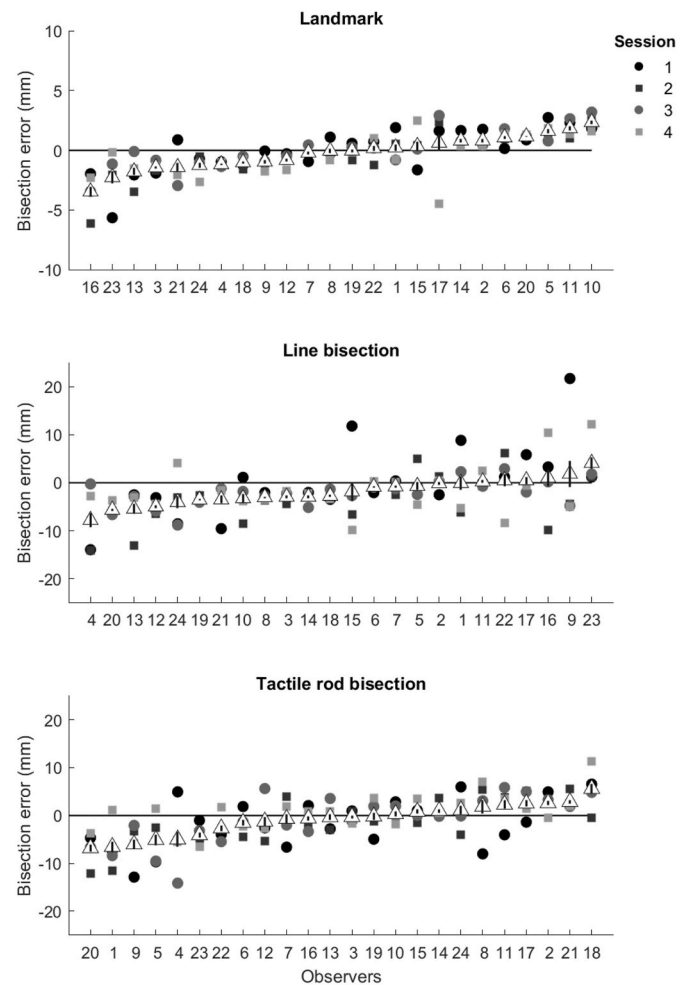 Landmark
Session
1
2
3
4
Bisection error (mm)
10
5
0
-5
-10
16 23 13 3 21 24 4 18 9 12 7 8 19 22 1 15 17 14 2 6 20 5 11 10
Line bisection
Bisection error (mm)
20
10
0
-10
-20
4 20 13 12 24 19 21 10 8 3 14 18 15 6 7 5 2 1 11 22 17 16 9 23
Tactile rod bisection
Bisection error (mm)
20
10
0
-10
-20
20 1 9 5 4 23 22 6 12 7 16 13 3 19 10 15 14 24 8 11 17 2 21 18
Observers